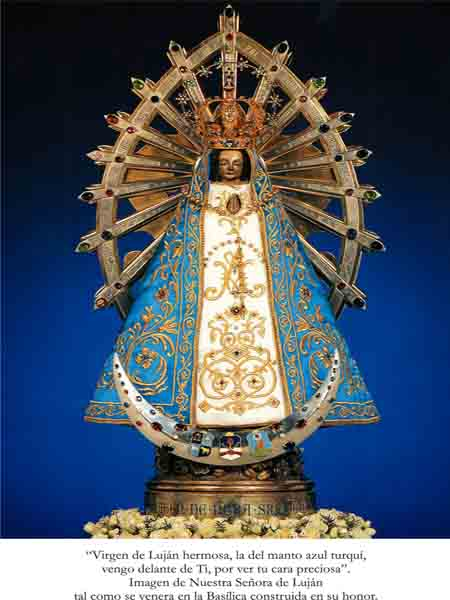 DE
“Virgen de Luján hermosa, la del manto azul turquí,
vengo delante de Ti, por ver tu cara preciosa”.
Imagen de Nuestra Señora de Luján
tal como se venera en la Basílica construida en su honor.